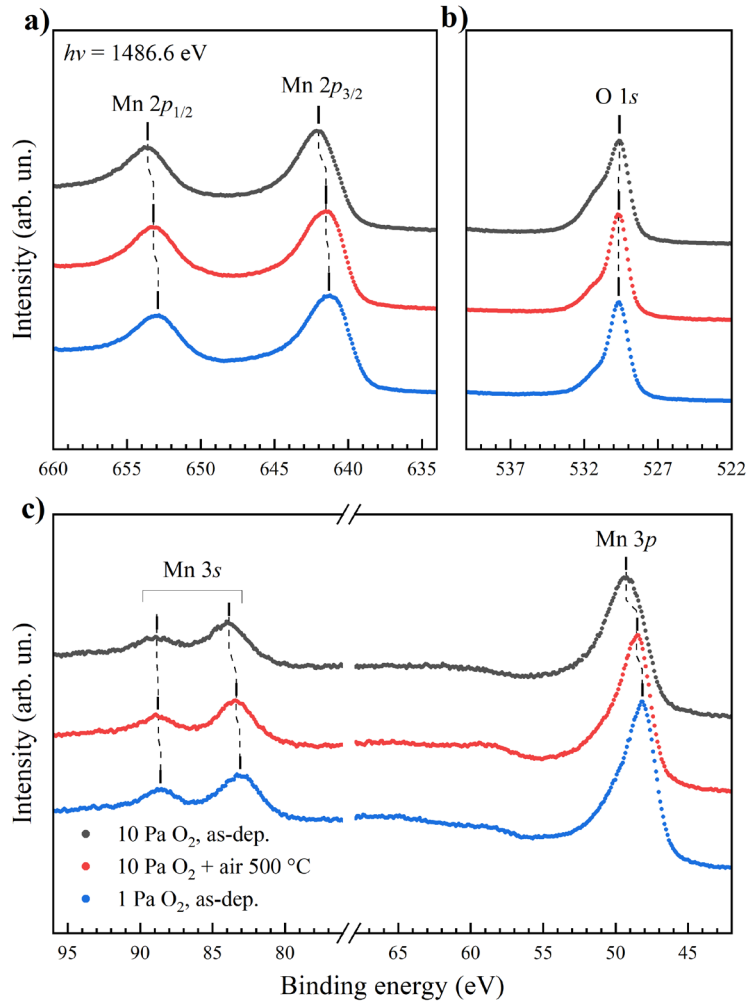 a)
hν = 1486.6 eV
Mn 2p1/2
Mn 2p3/2
Intensity (arb. un.)
660 655 650 645 640 635
b)
O 1s
537 532 527 522
c)
Mn 3s
Mn 3p
Intensity (arb. un.)
10 Pa O2, as-dep.
10 Pa O2 + air 500 °C
1 Pa O2, as-dep.
95 90 85 80 65 60 55 50 45
Binding energy (eV)